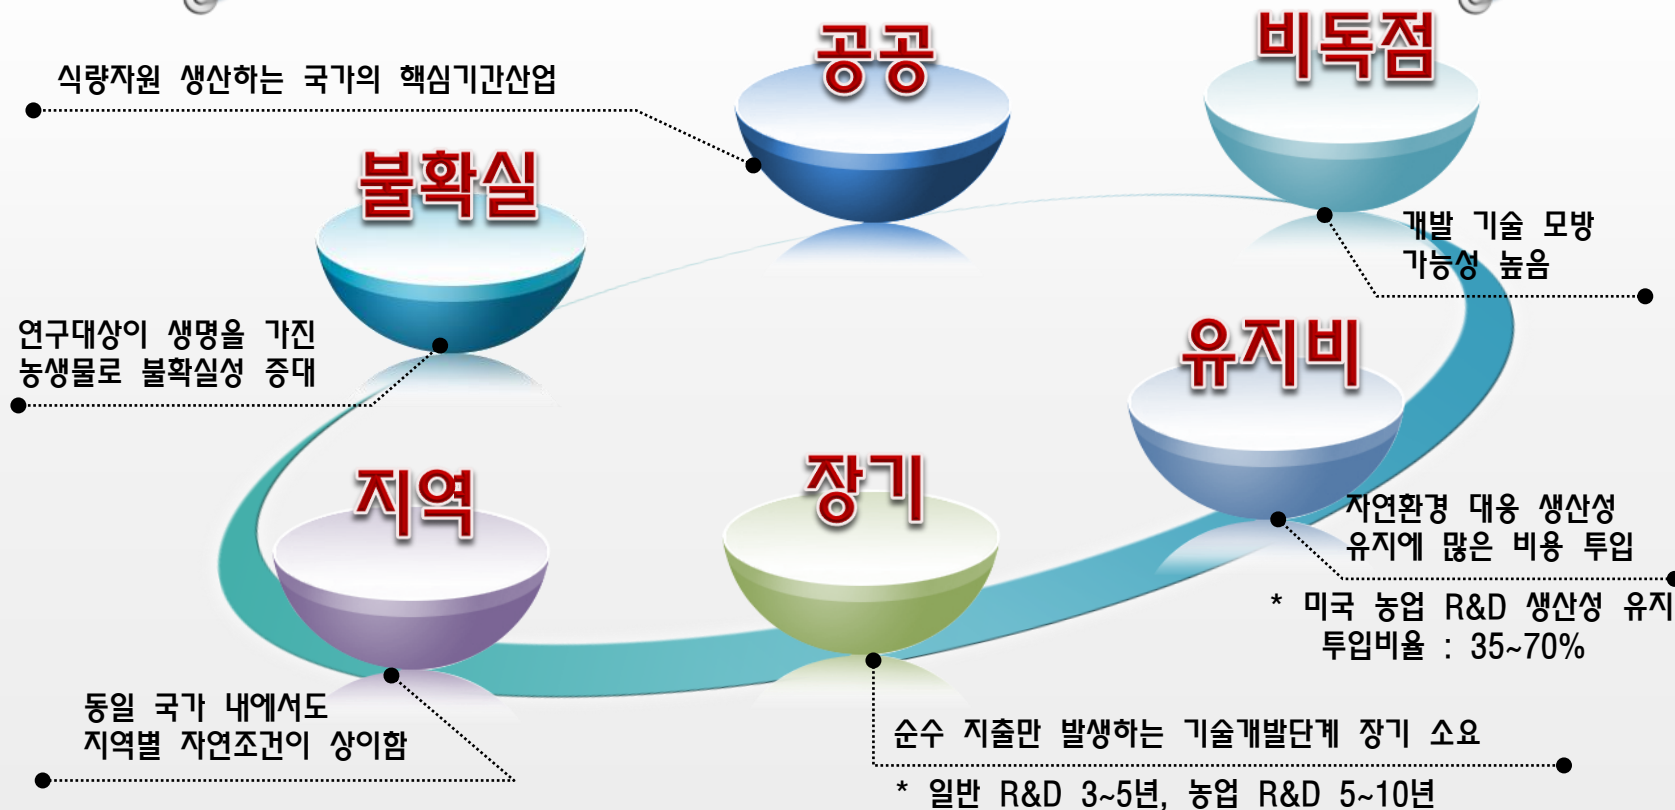 공공
식량자원 생산하는 국가의 핵심기간산업
비독점
개발 기술 모방
가능성 높음
불확실
연구대상이 생명을 가진
농생물로 불확실성 증대
유지비
자연환경 대응 생산성
유지에 많은 비용 투입
* 미국 농업 R&D 생산성 유지
투입비율 : 35~70%
지역
동일 국가 내에서도
지역별 자연조건이 상이함
장기
순수 지출만 발생하는 기술개발단계 장기 소요
* 일반 R&D 3~5년, 농업 R&D 5~10년